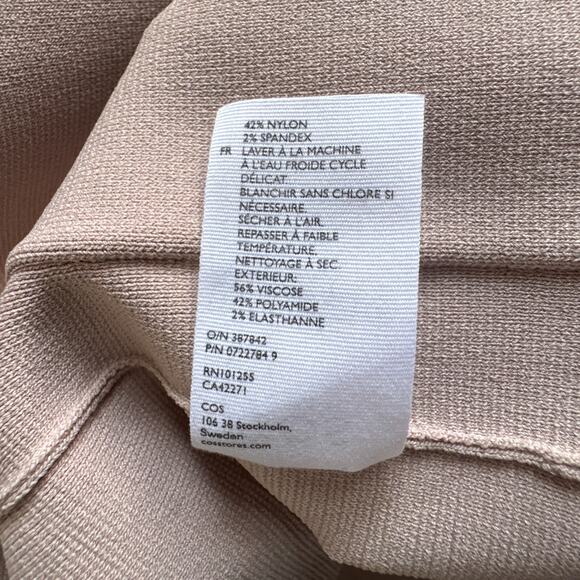 42% NYLON
2% SPANDEX
FR LAVER À LA MACHINE
À L'EAU FROIDE CYCLE
DÉLICAT
BLANCHIR SANS CHLORE SI
NÉCESSAIRE.
SÉCHER À L'AIR.
REPASSER À FAIBLE
TEMPÉRATURE.
NETTOYAGE À SEC.
EXTERIEUR.
56% VISCOSE
42% POLYAMIDE
2% ELASTHANNE
O/N 387842
P/N 0722784 9
RN101255
CA42271
COS
106 38 Stockholm,
Sweden
cosstores.com